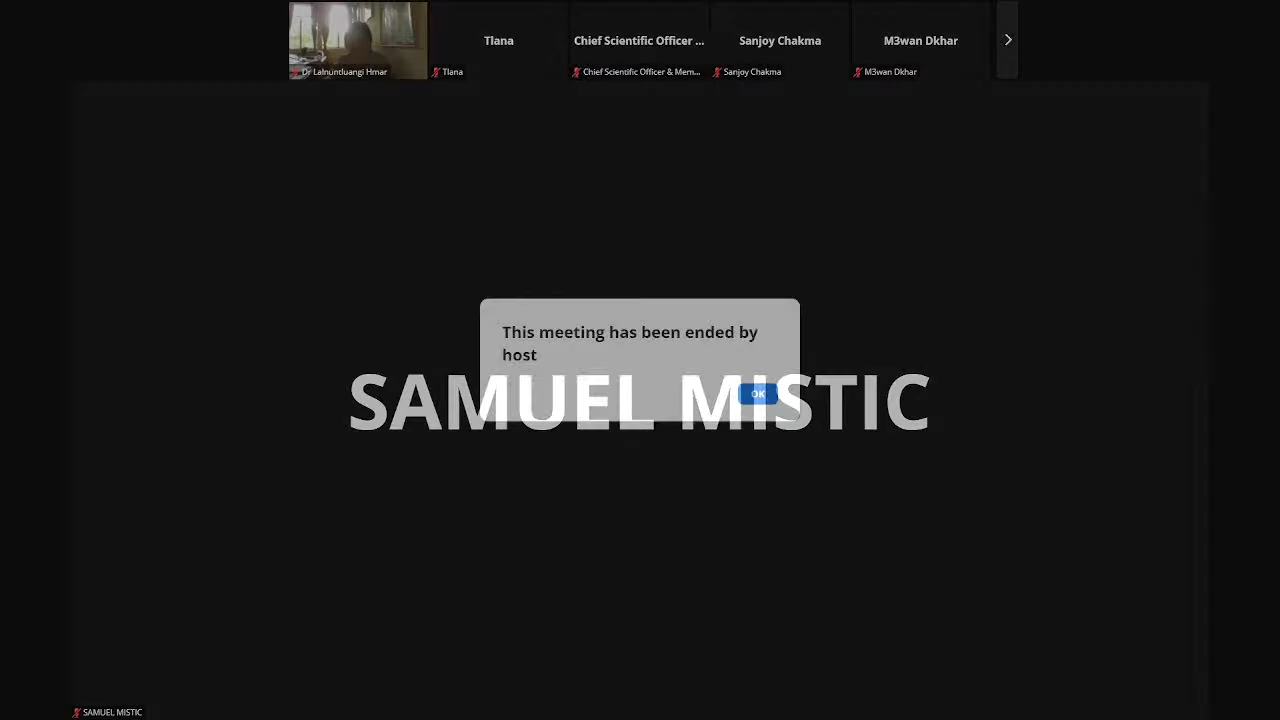 Tlana
Chief Scientific Officer ...
Sanjoy Chakma
M3wan Dkhar
Dr Lalnuntluangi Hmar
Tlana
Chief Scientific Officer & Mem...
Sanjoy Chakma
M3wan Dkhar
This meeting has been ended by
host
OK
SAMUEL MISTIC
SAMUEL MISTIC